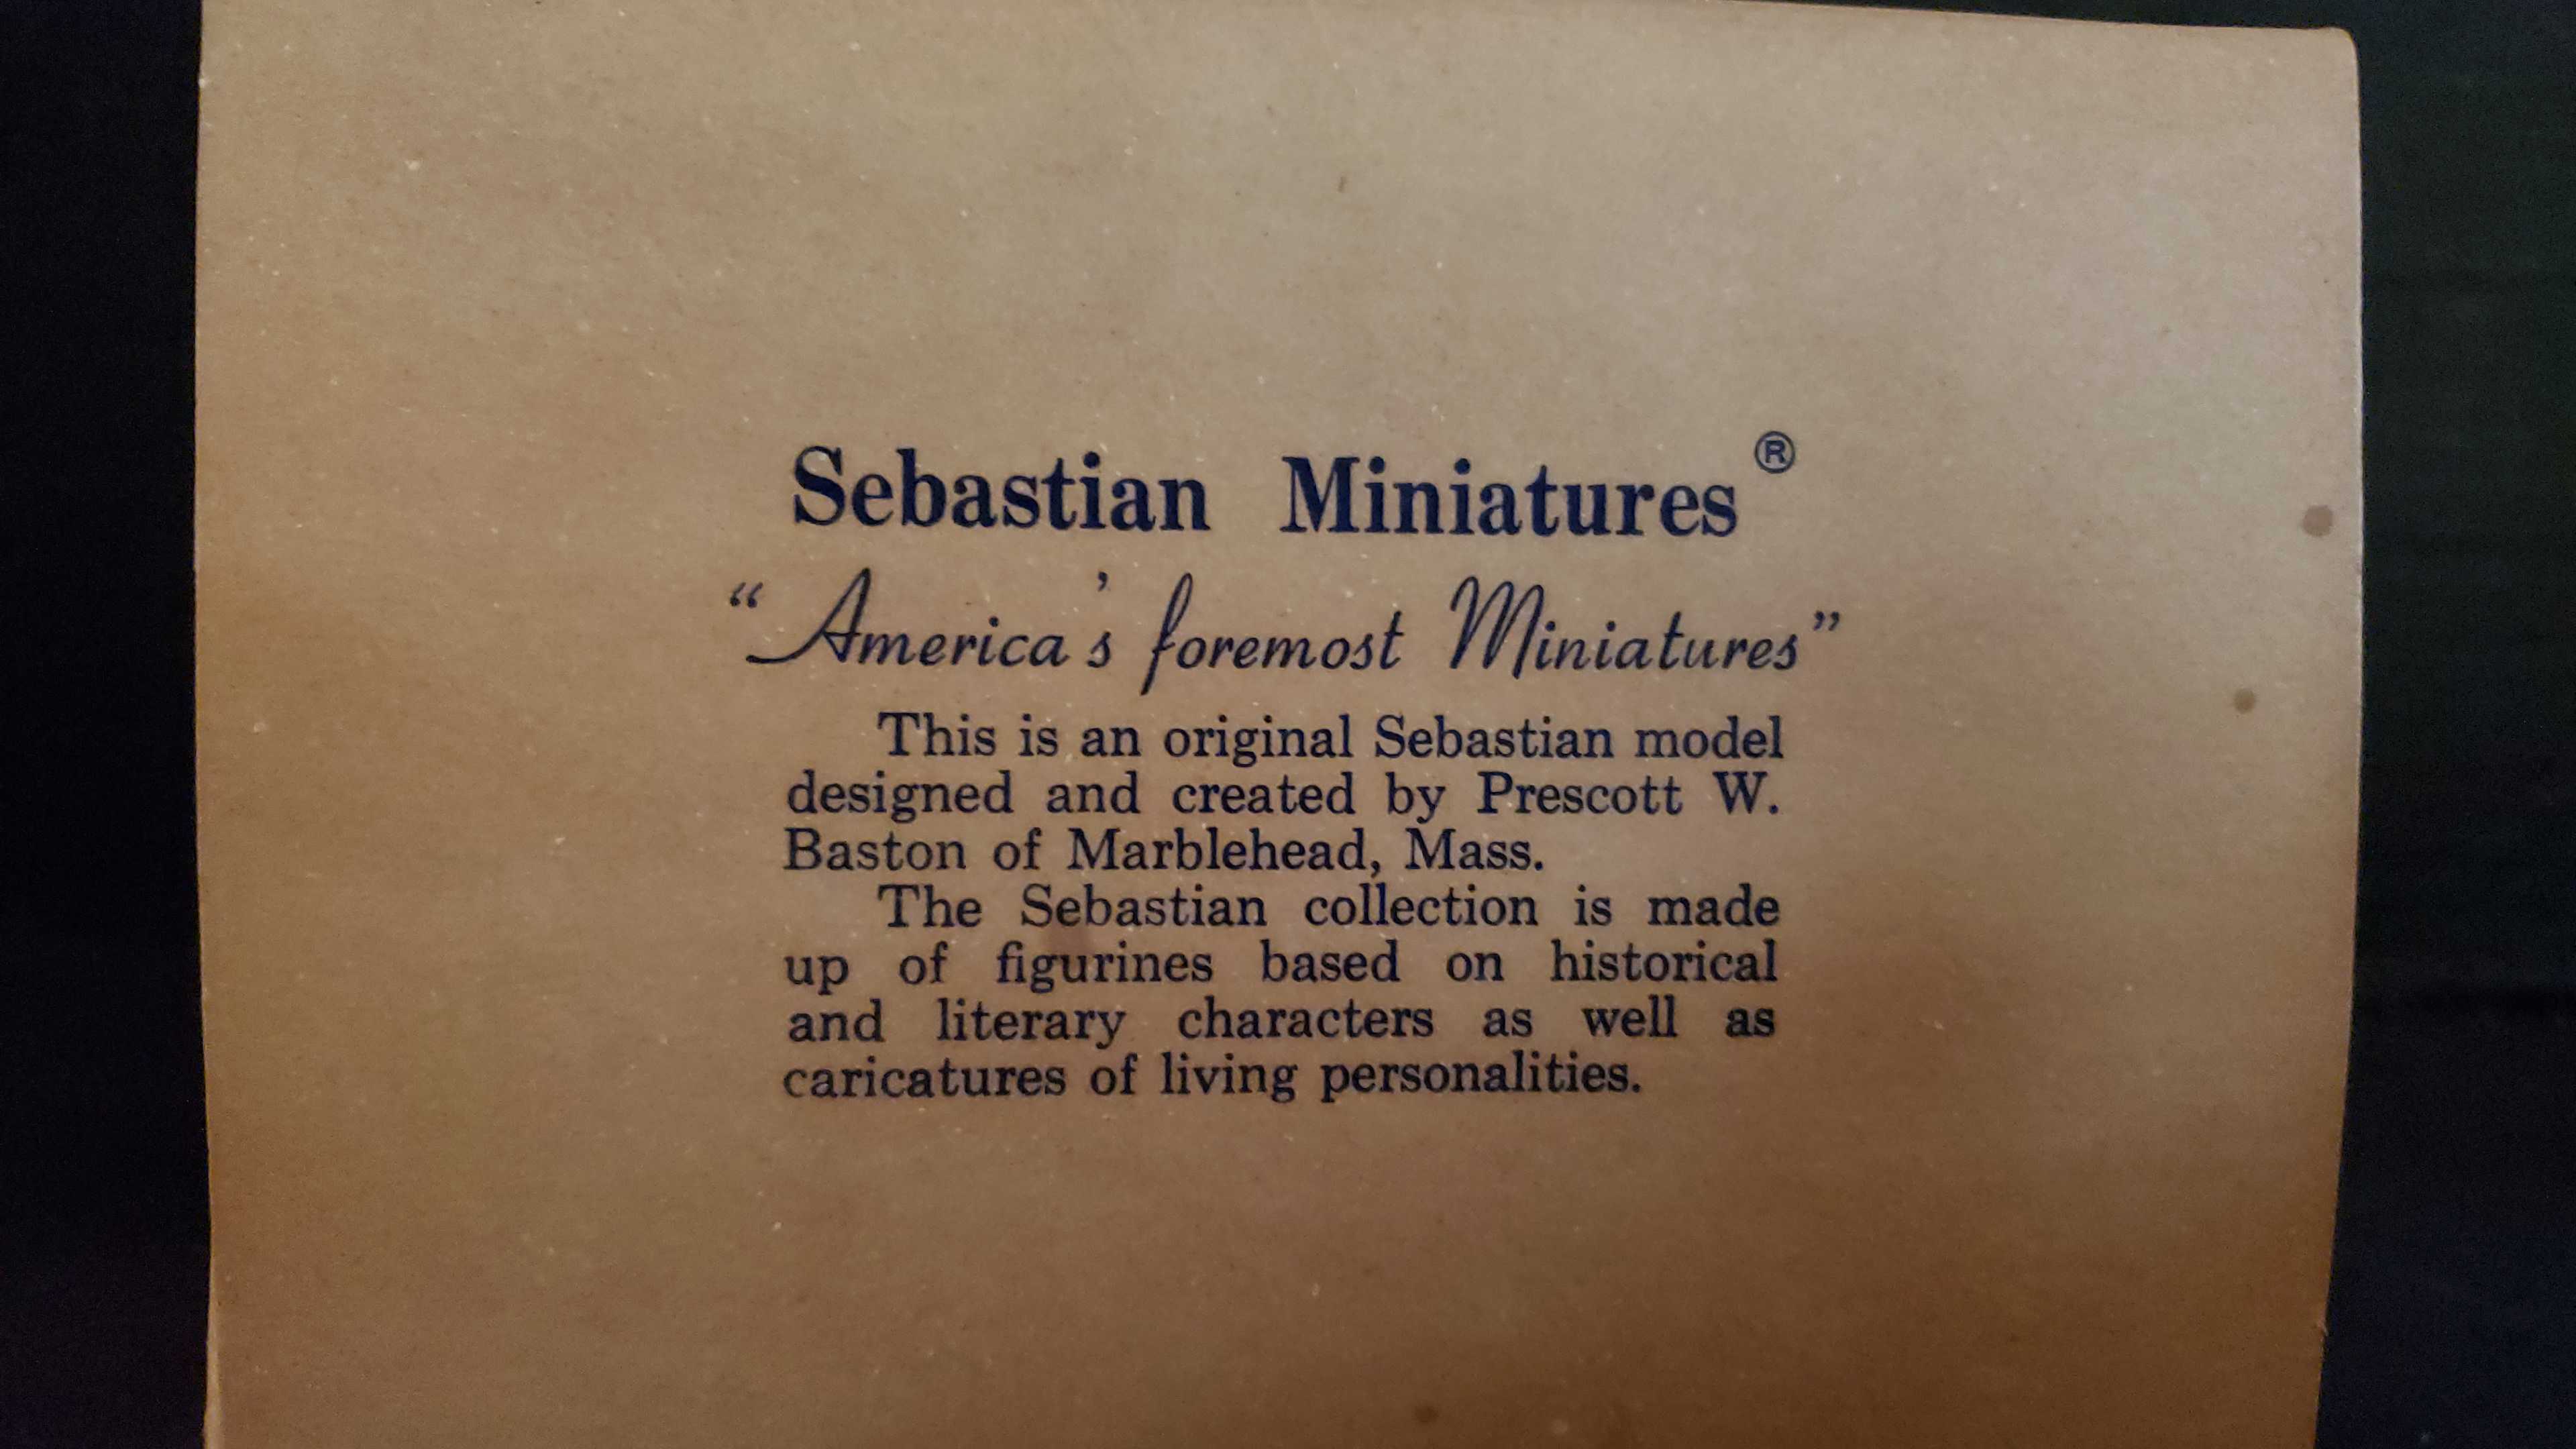 Sebastian Miniatures®
“America's foremost Miniatures”
This is an original Sebastian model
designed and created by Prescott W.
Baston of Marblehead, Mass.
The Sebastian collection is made
up of figurines based on historical
and literary characters as well as
caricatures of living personalities.